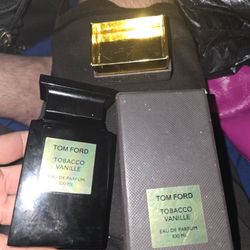 TOM FORD
TOBACCO
VANILLE
EAU DE PARFUM
100 ML
TOM FORD
TOBACCO
VANILLE
EAU DE PARFUM
100 ML